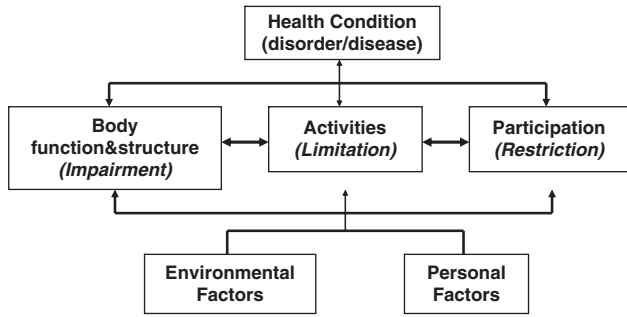 Health Condition
(disorder/disease)
Body
function&structure
(Impairment)
Activities
(Limitation)
Participation
(Restriction)
Environmental
Factors
Personal
Factors